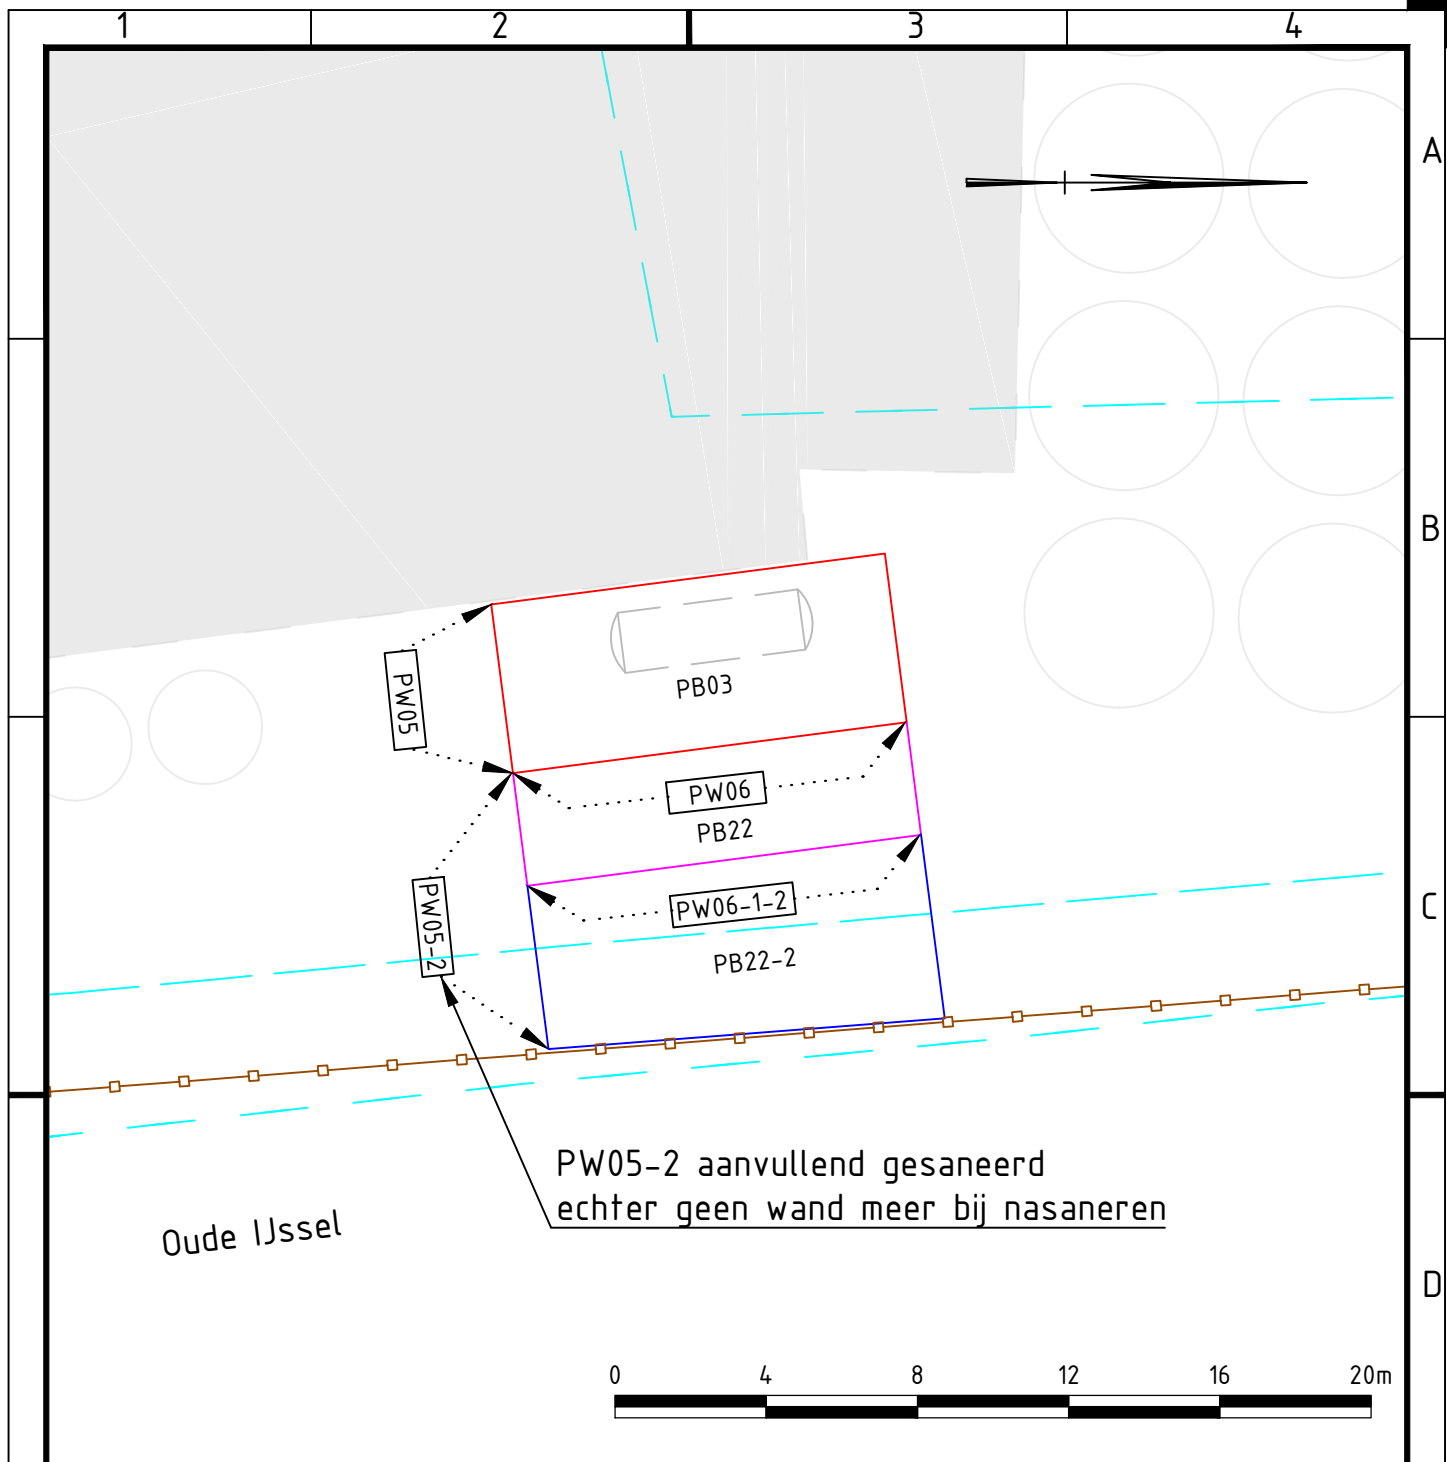 1 2 3 4
A
B
PB03
PW05
PW06
PB22
PW05-2
PW06-1-2
C
PB22-2
PW05-2 aanvullend gesaneerd
echter geen wand meer bij nasaneren
Oude IJssel
D
0 4 8 12 16 20m